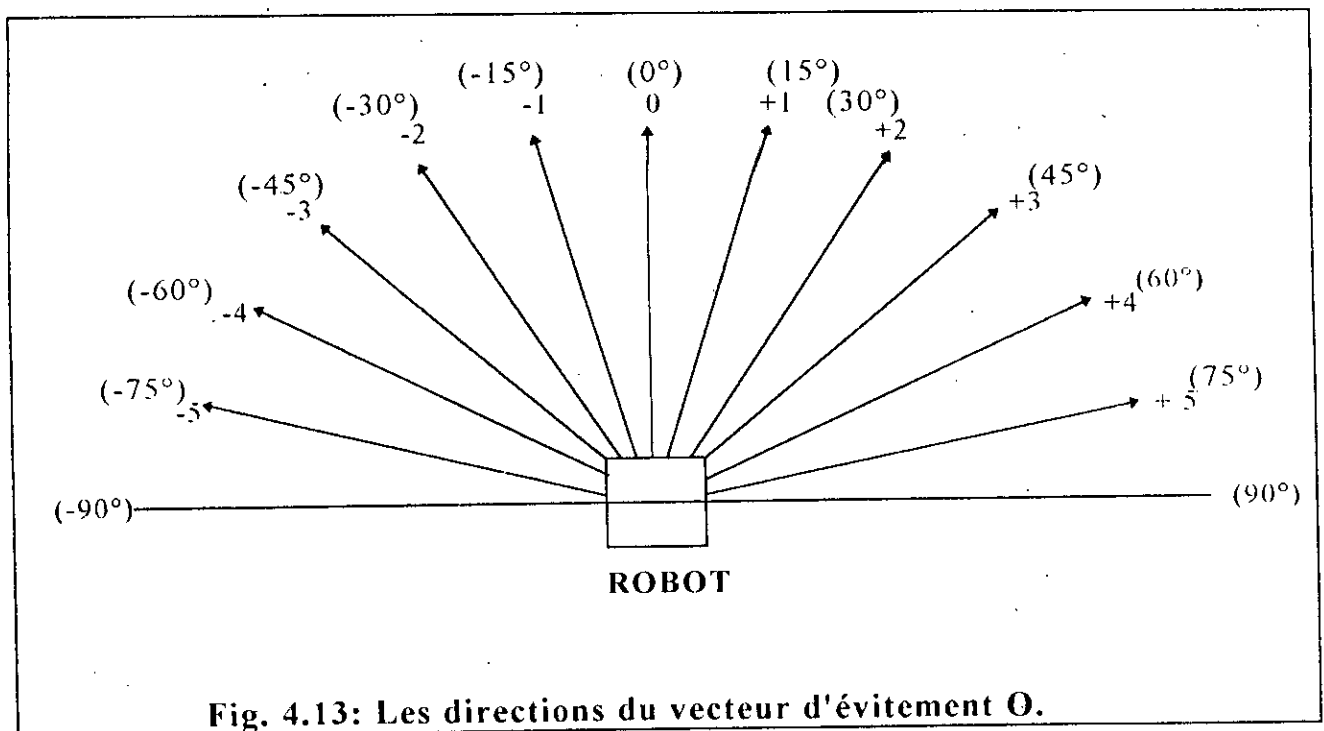 (-15°) (0°) (15°)
-1 0 +1 (30°)
(-30°) +2
-2
(-45°) (45°)
-3 +3
(-60°) (60°)
-4 +4
(-75°) (75°)
-5 + 5
(-90°) (90°)
ROBOT
Fig. 4.13: Les directions du vecteur d'évitement O.